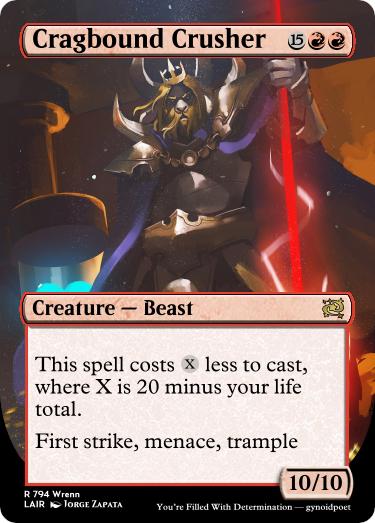 Cragbound Crusher 15
Creature — Beast
This spell costs X less to cast,
where X is 20 minus your life
total.
First strike, menace, trample
10/10
R 794 Wrenn
LAIR Jorge Zapata
You're Filled With Determination — gynoidpoet